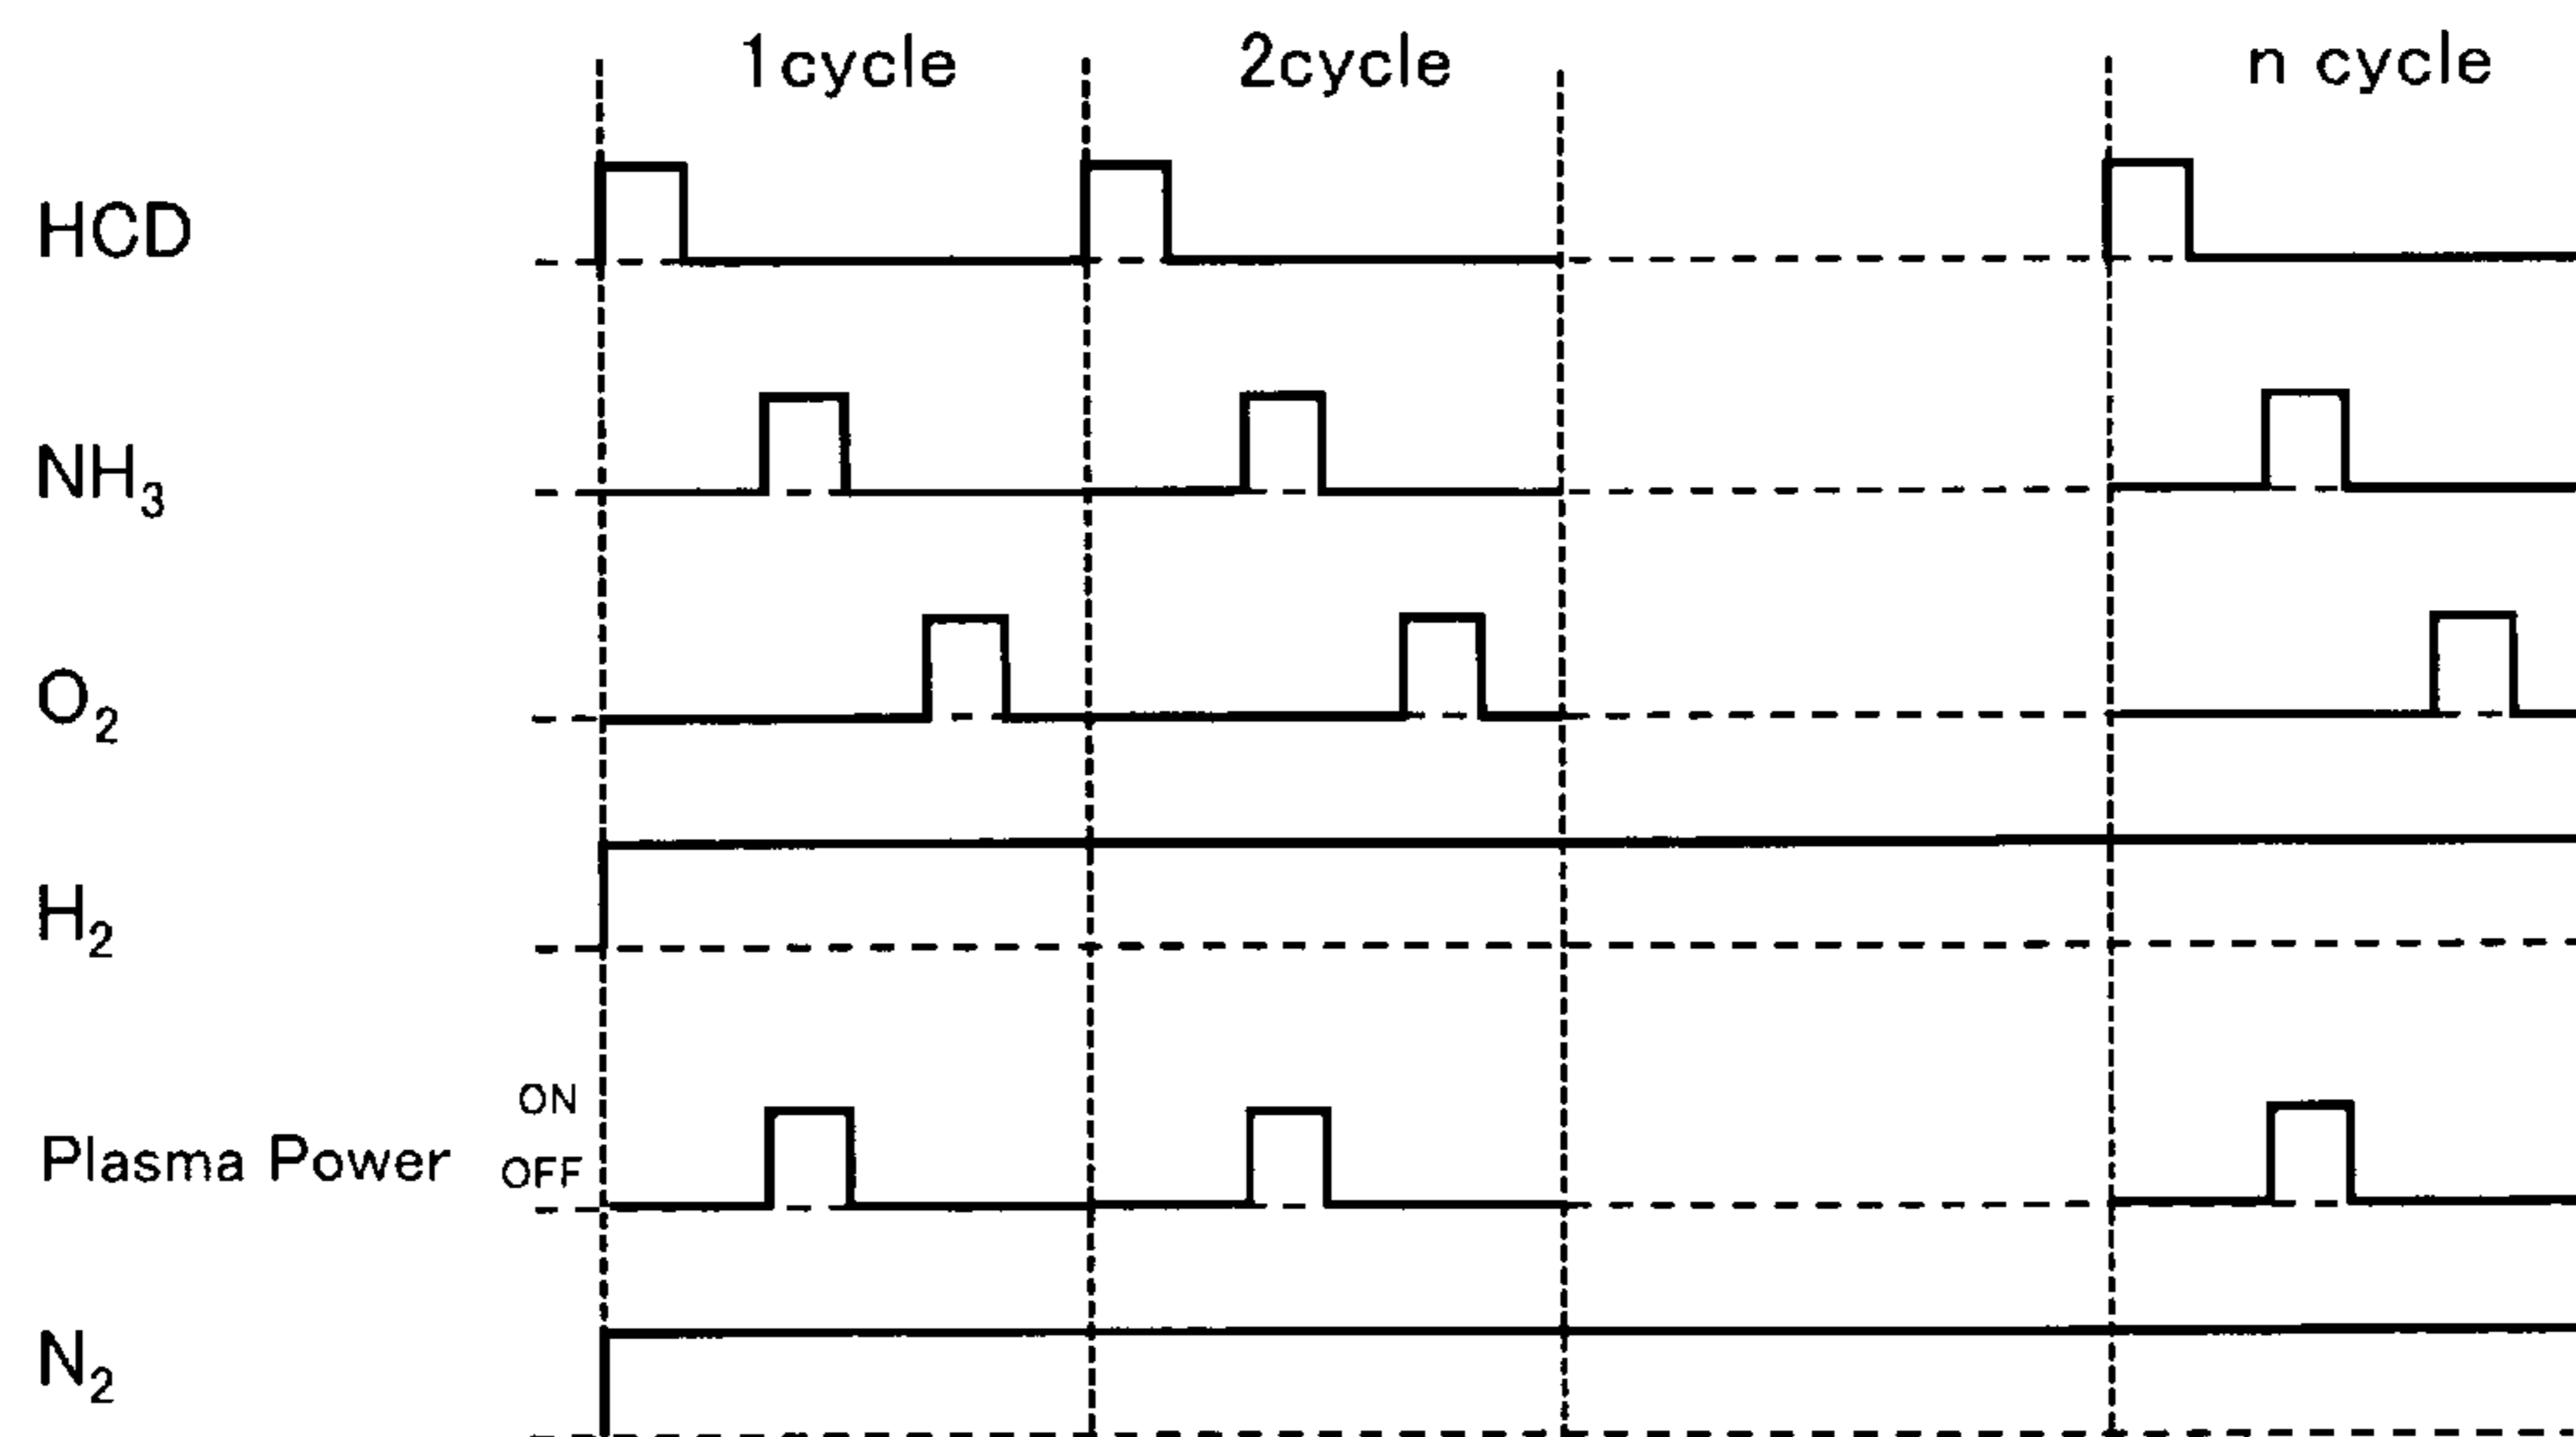 1cycle 2cycle n cycle
HCD
NH₃
O₂
H₂
ON
Plasma Power OFF
N₂